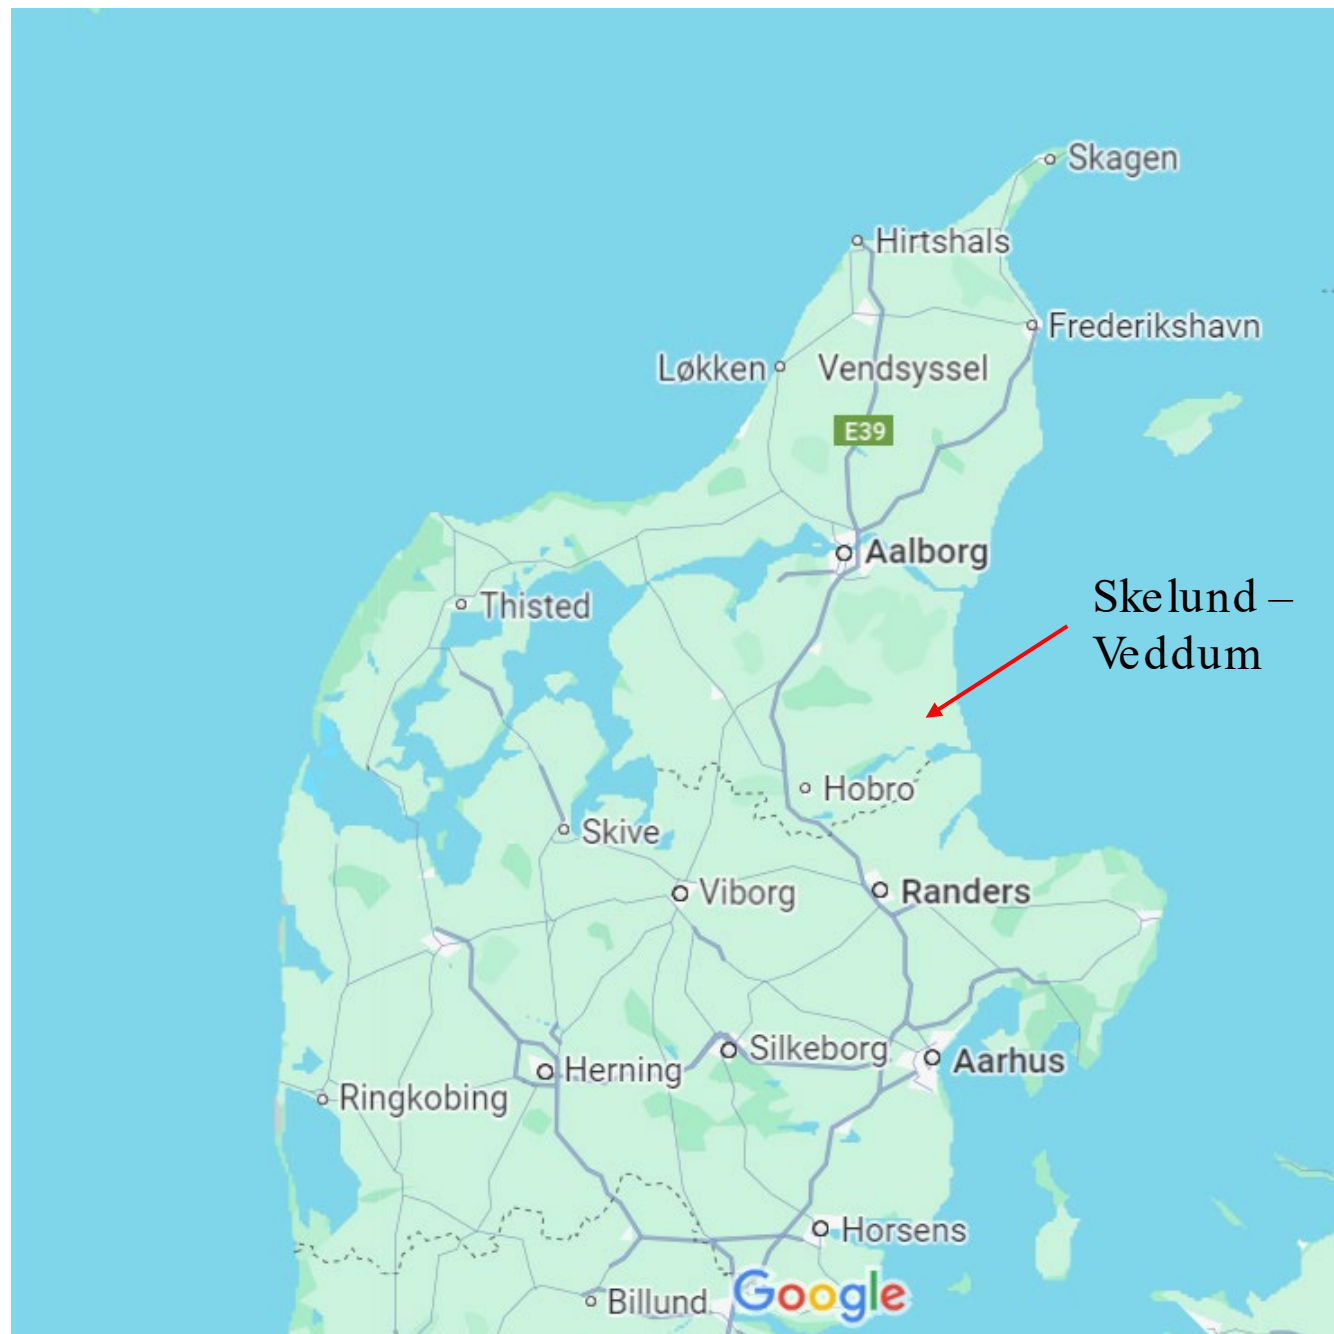 Skagen
Hirtshals
Frederikshavn
Løkken
Vendsyssel
E39
Aalborg
Skelund –
Veddum
Thisted
Hobro
Skive
Viborg
Randers
Silkeborg
Aarhus
Herning
Ringkobing
Horsens
Billund
Google